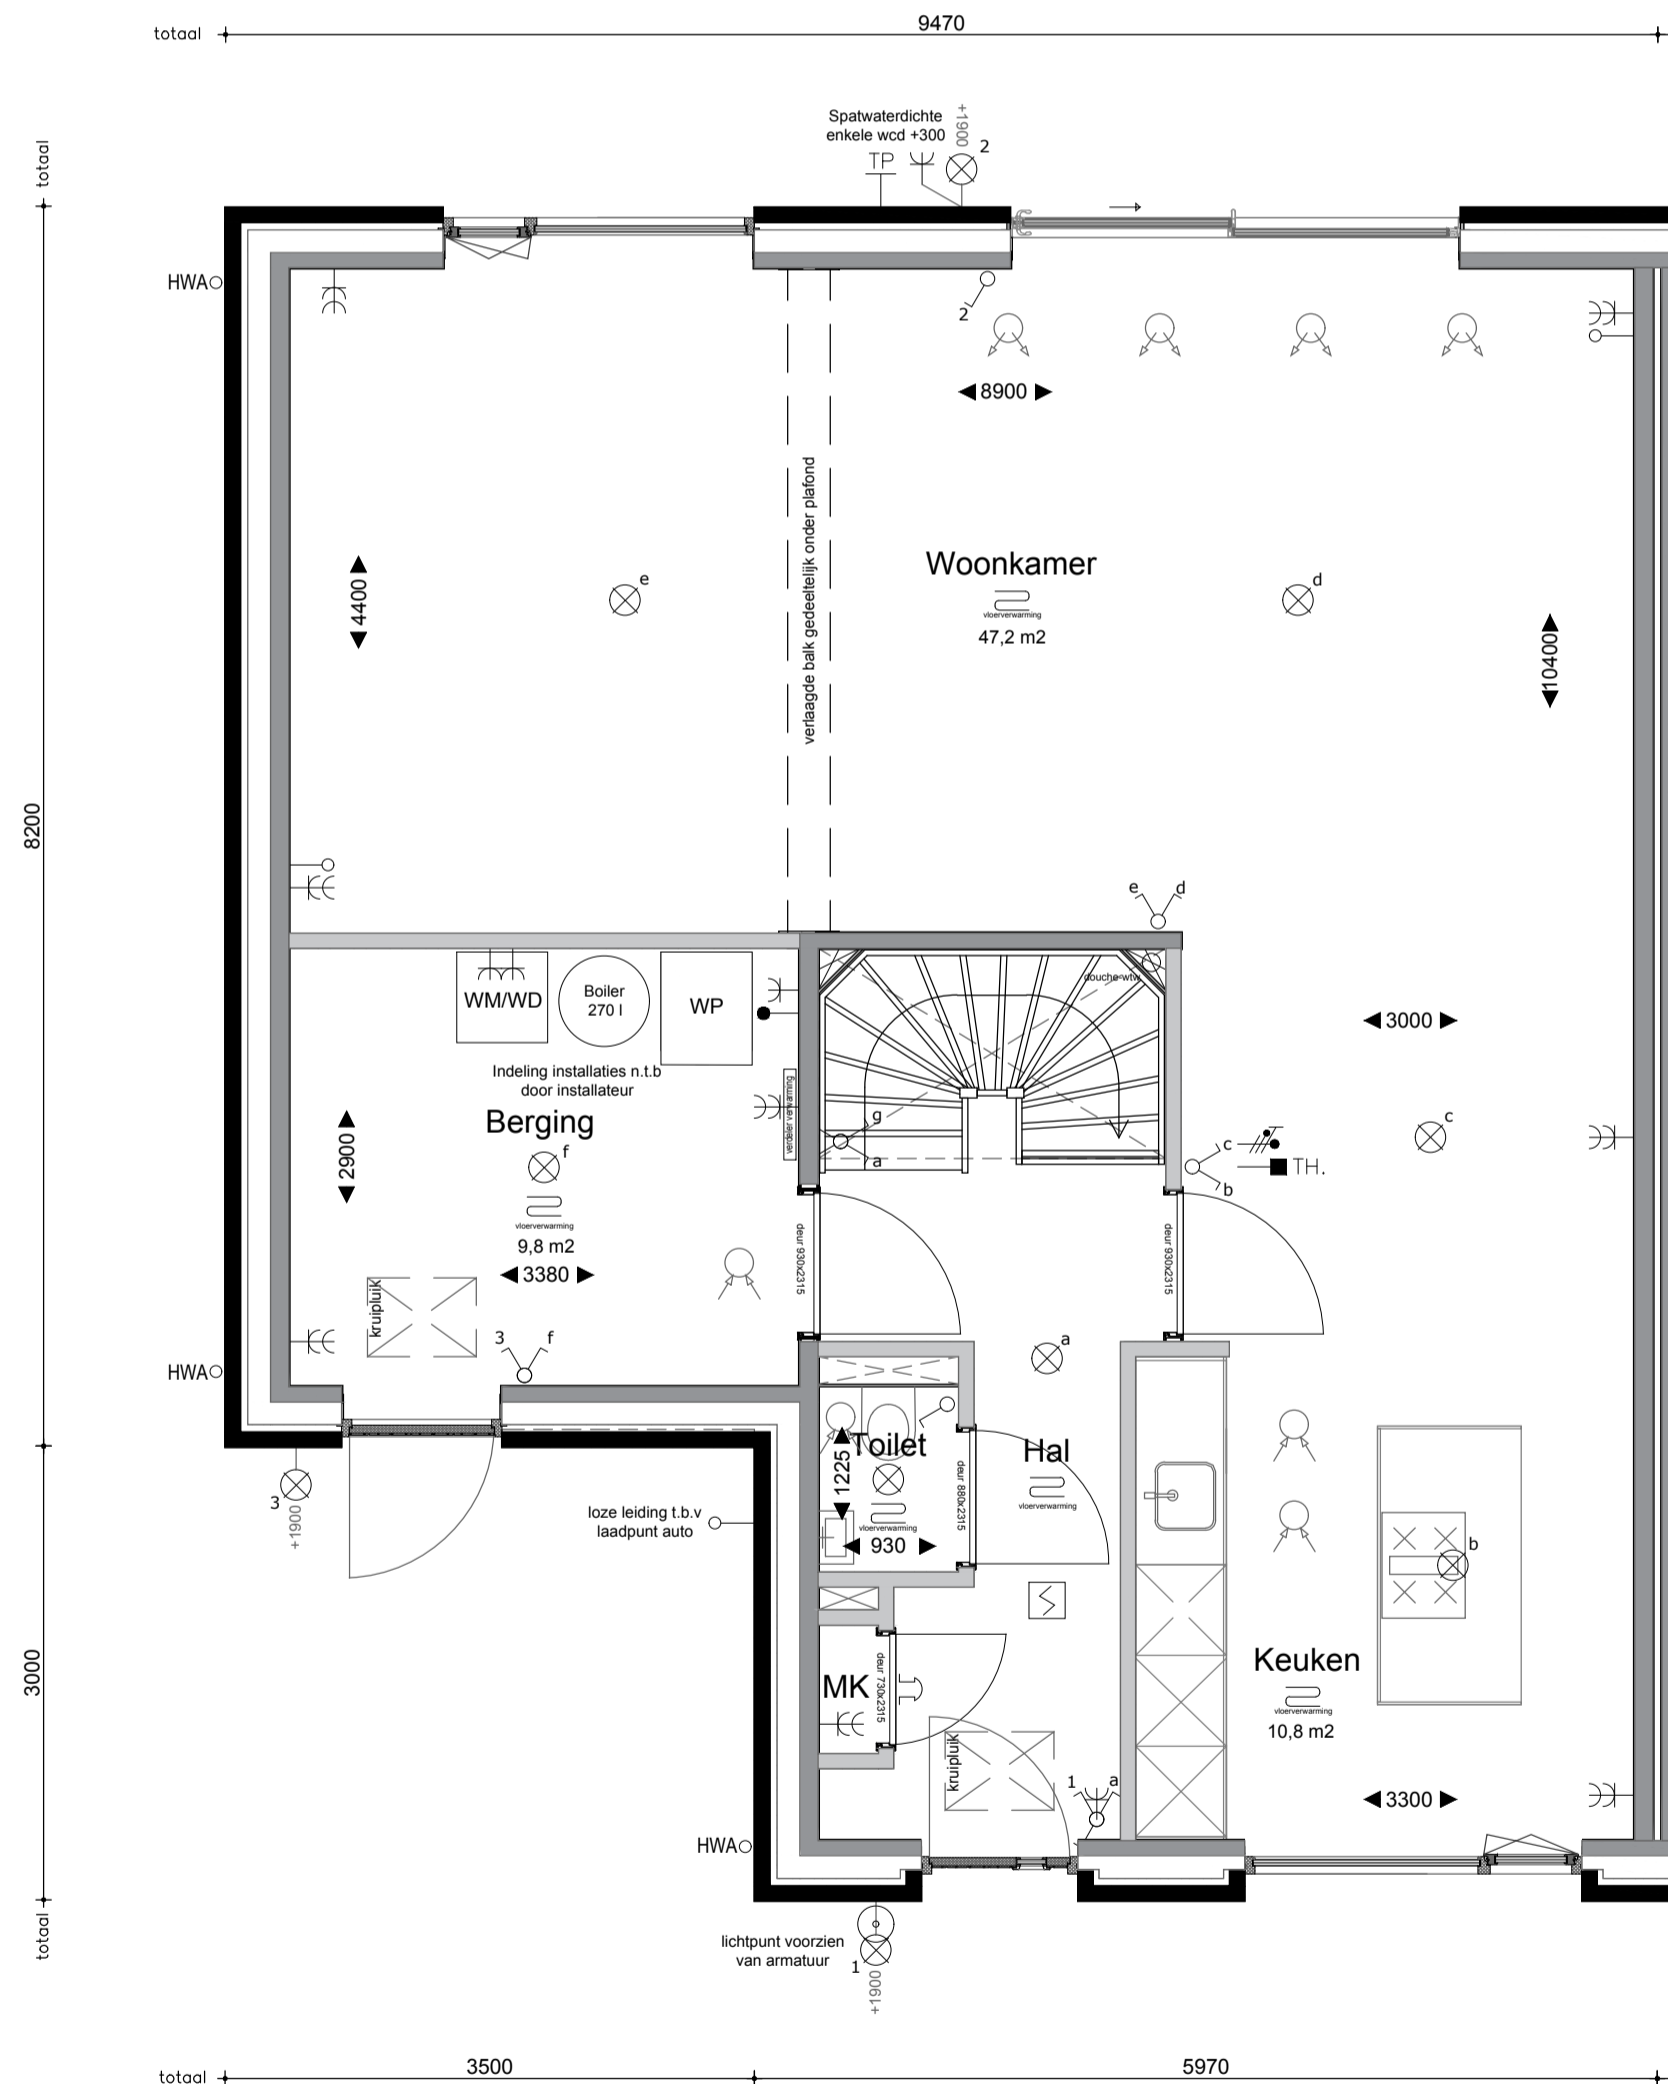 totaal
9470
totaal
Spatwaterdichte
enkele wcd +300
+1900
2
TP
HWA
2
8900
verlaagde balk gedeeltelijk onder plafond
Woonkamer
vloerverwarming
47,2 m2
e
d
4400
10400
8200
e d
WM/WD
Boiler
270 l
WP
douche-wtw
3000
Indeling installaties n.t.b
door installateur
verdeler verwarming
Berging
f
vloerverwarming
9,8 m2
3380
2900
g
a
c
b
TH.
c
deur 930x2315
deur 930x2315
kruipluik
3 f
a
HWA
Toilet
1225
vloerverwarming
930
deur 880x2315
Hal
vloerverwarming
3
+1900
loze leiding t.b.v
laadpunt auto
b
3000
MK
deur 730x2315
Keuken
vloerverwarming
10,8 m2
kruipluik
1 a
3300
HWA
totaal
lichtpunt voorzien
van armatuur
1
+1900
totaal
3500
5970